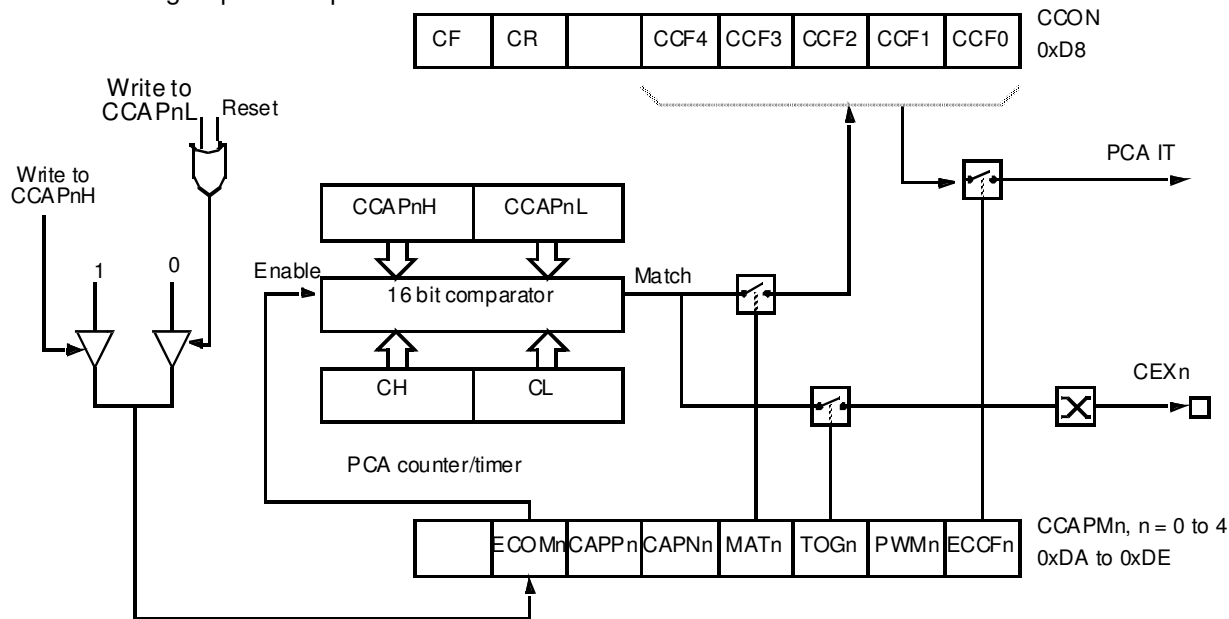 CF CR CCF4 CCF3 CCF2 CCF1 CCF0
CCON
0xD8
Write to
CCAPnL
Reset
Write to
CCAPnH
1
0
PCA IT
CCAPnH CCAPnL
Enable
16 bit comparator
Match
CH CL
CEXn
PCA counter/timer
ECOMn CAPPn CAPNn MATn TOGn PWMn ECCFn
CCAPMn, n = 0 to 4
0xDA to 0xDE